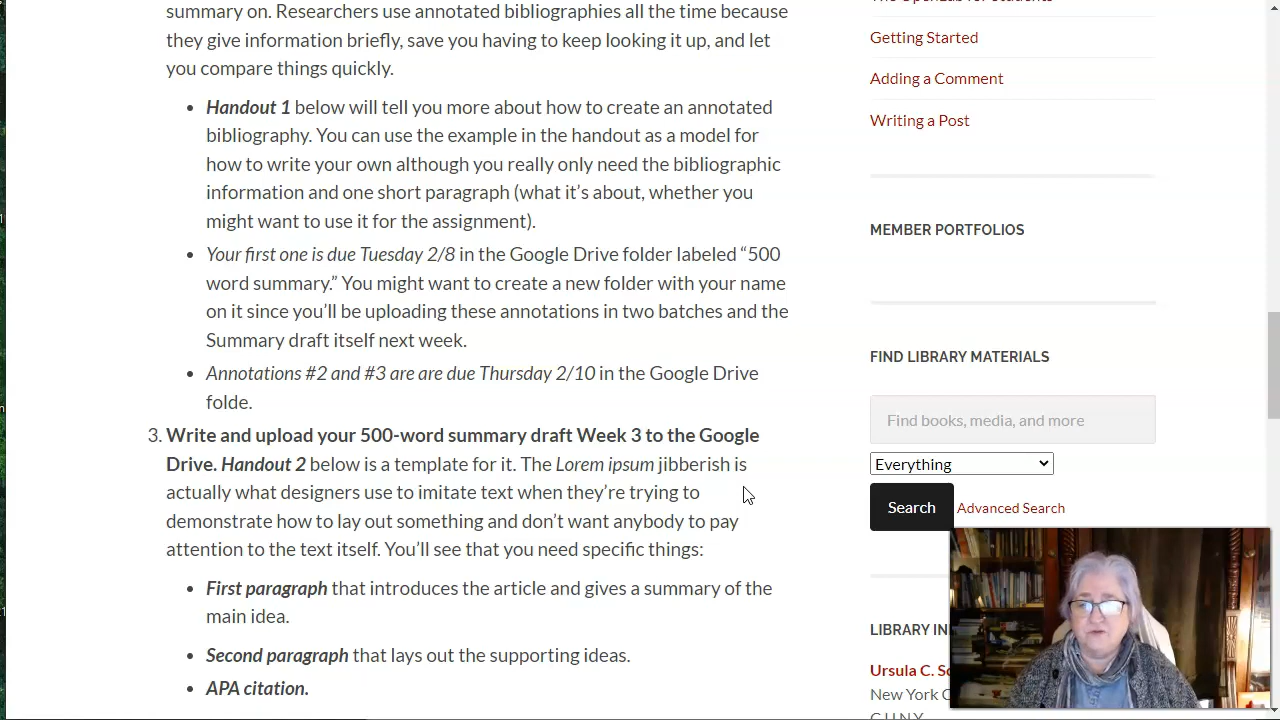 summary on. Researchers use annotated bibliographies all the time because
they give information briefly, save you having to keep looking it up, and let
you compare things quickly.
Handout 1 below will tell you more about how to create an annotated
bibliography. You can use the example in the handout as a model for
how to write your own although you really only need the bibliographic
information and one short paragraph (what it's about, whether you
might want to use it for the assignment).
Your first one is due Tuesday 2/8 in the Google Drive folder labeled “500
word summary.” You might want to create a new folder with your name
on it since you'll be uploading these annotations in two batches and the
Summary draft itself next week.
Annotations #2 and #3 are are due Thursday 2/10 in the Google Drive
folde.
3. Write and upload your 500-word summary draft Week 3 to the Google
Drive. Handout 2 below is a template for it. The Lorem ipsum jibberish is
actually what designers use to imitate text when they're trying to
demonstrate how to lay out something and don't want anybody to pay
attention to the text itself. You'll see that you need specific things:
First paragraph that introduces the article and gives a summary of the
main idea.
Second paragraph that lays out the supporting ideas.
APA citation.
Getting Started
Adding a Comment
Writing a Post
MEMBER PORTFOLIOS
FIND LIBRARY MATERIALS
Find books, media, and more
Everything
Search Advanced Search
LIBRARY IN
Ursula C. S
New York C